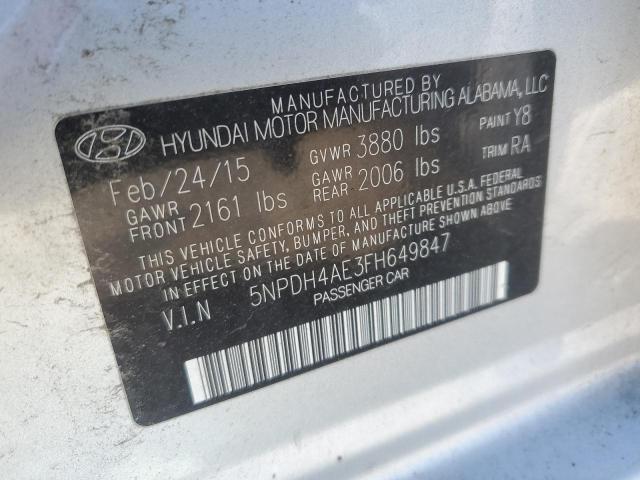 MANUFACTURED BY
HYUNDAI MOTOR MANUFACTURING ALABAMA, LLC
Feb/24/15 GVWR 3880 lbs PAINT Y8
GAWR FRONT 2161 lbs GAWR REAR 2006 lbs TRIM RA
THIS VEHICLE CONFORMS TO ALL APPLICABLE U.S.A. FEDERAL
MOTOR VEHICLE SAFETY, BUMPER, AND THEFT PREVENTION STANDARDS
IN EFFECT ON THE DATE OF MANUFACTURE SHOWN ABOVE
V.I.N 5NPDH4AE3FH649847
PASSENGER CAR